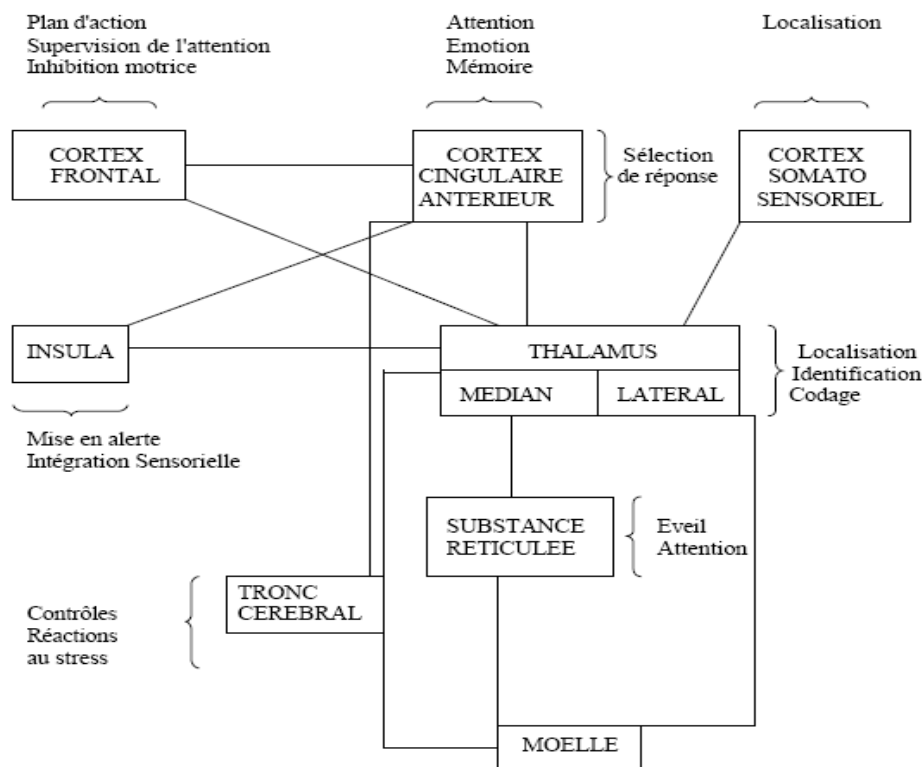 Plan d'action
Supervision de l'attention
Inhibition motrice
Attention
Emotion
Mémoire
Localisation
CORTEX
FRONTAL
CORTEX
CINGULAIRE
ANTERIEUR
Sélection
de réponse
CORTEX
SOMATO
SENSORIEL
INSULA
THALAMUS
MEDIAN
LATERAL
Localisation
Identification
Codage
Mise en alerte
Intégration Sensorielle
SUBSTANCE
RETICULEE
Eveil
Attention
TRONC
CEREBRAL
Contrôles
Réactions
au stress
MOELLE